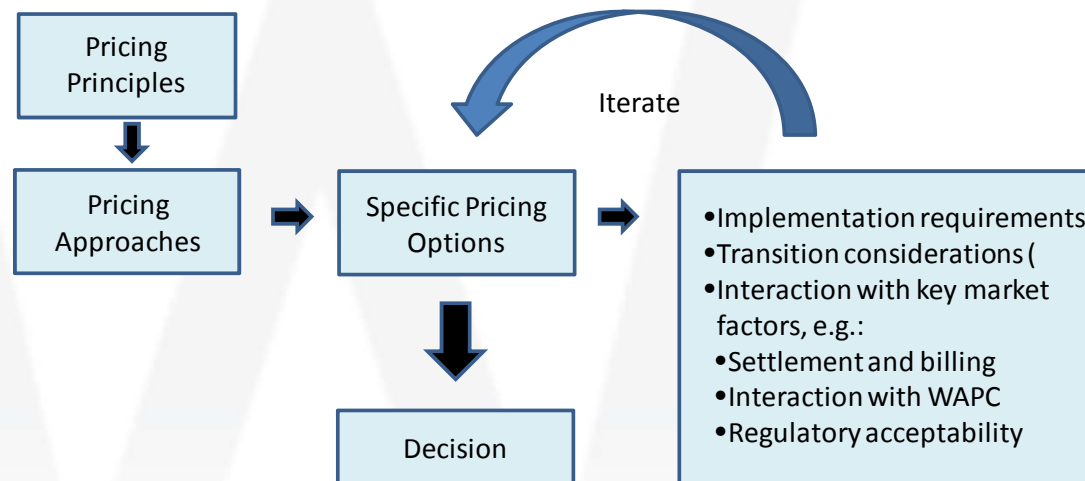 Pricing
Principles
Iterate
Pricing
Approaches
Specific Pricing
Options
•Implementation requirements
•Transition considerations (
•Interaction with key market
factors, e.g.:
•Settlement and billing
•Interaction with WAPC
•Regulatory acceptability
Decision